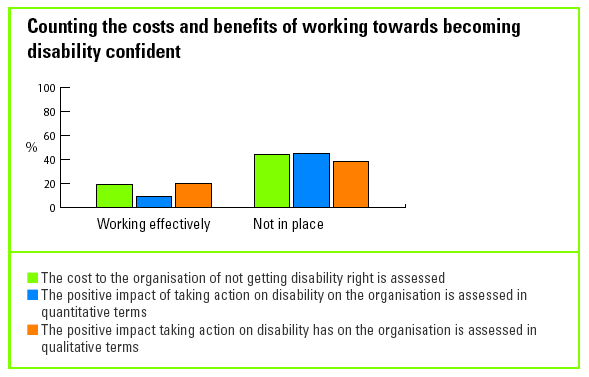 Counting the costs and benefits of working towards becoming
disability confident
100
80
60
%
40
20
0
Working effectively
Not in place
The cost to the organisation of not getting disability right is assessed
The positive impact of taking action on disability on the organisation is assessed in
quantitative terms
The positive impact taking action on disability has on the organisation is assessed in
qualitative terms